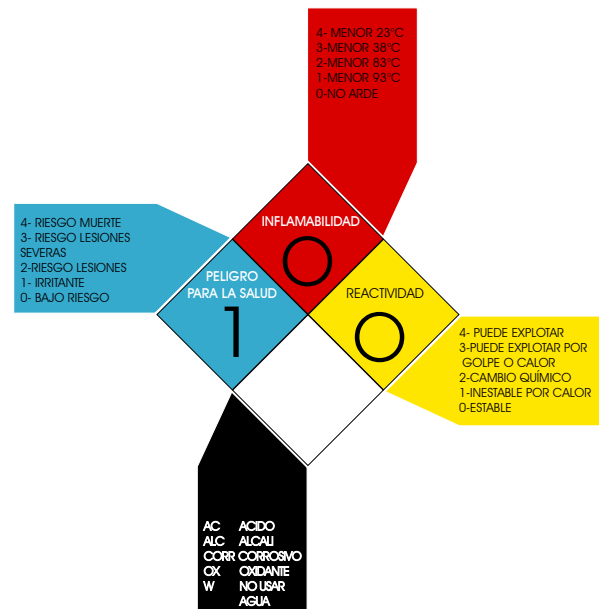 4- MENOR 23°C
3-MENOR 38°C
2-MENOR 83°C
1-MENOR 93°C
0-NO ARDE
4- RIESGO MUERTE
3- RIESGO LESIONES
SEVERAS
2-RIESGO LESIONES
1- IRRITANTE
0- BAJO RIESGO
INFLAMABILIDAD
0
PELIGRO
PARA LA SALUD
1
REACTIVIDAD
0
4- PUEDE EXPLOTAR
3-PUEDE EXPLOTAR POR
GOLPE O CALOR
2-CAMBIO QUÍMICO
1-INESTABLE POR CALOR
0-ESTABLE
AC ACIDO
ALC ALCALI
CORR CORROSIVO
OX OXIDANTE
W NO USAR
AGUA